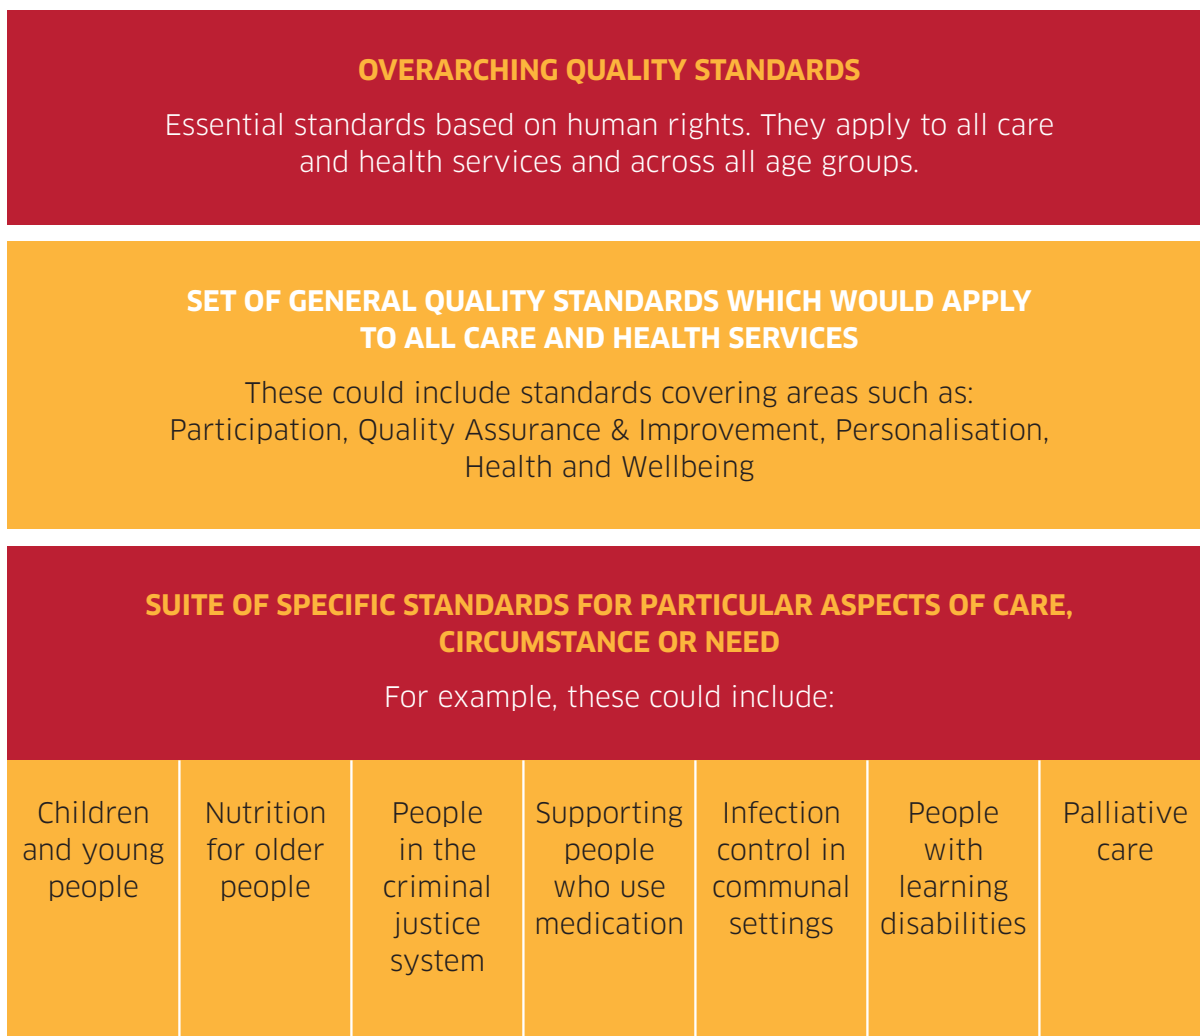 OVERARCHING QUALITY STANDARDS
Essential standards based on human rights. They apply to all care
and health services and across all age groups.
SET OF GENERAL QUALITY STANDARDS WHICH WOULD APPLY
TO ALL CARE AND HEALTH SERVICES
These could include standards covering areas such as:
Participation, Quality Assurance & Improvement, Personalisation,
Health and Wellbeing
SUITE OF SPECIFIC STANDARDS FOR PARTICULAR ASPECTS OF CARE,
CIRCUMSTANCE OR NEED
For example, these could include:
Children
and young
people
Nutrition
for older
people
People
in the
criminal
justice
system
Supporting
people
who use
medication
Infection
control in
communal
settings
People
with
learning
disabilities
Palliative
care